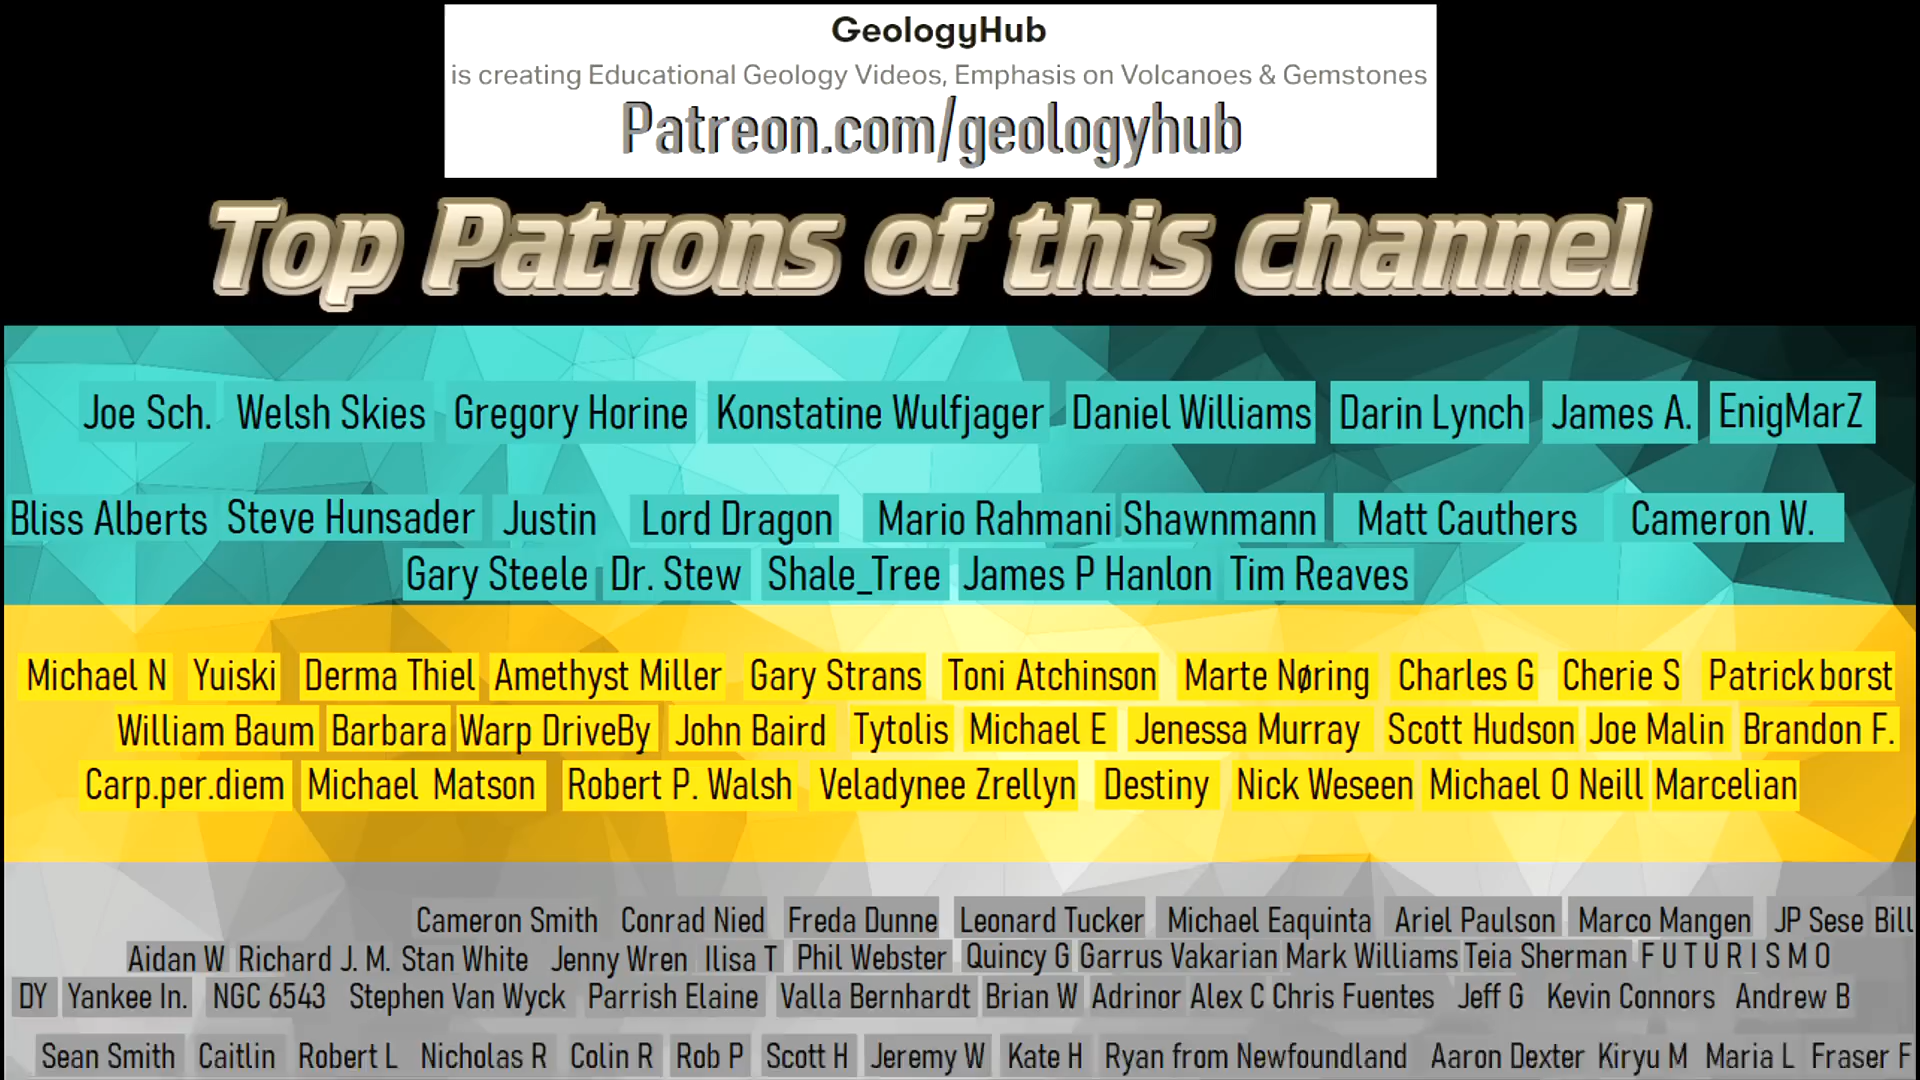 GeologyHub
is creating Educational Geology Videos, Emphasis on Volcanoes & Gemstones
Patreon.com/geologyhub
Top Patrons of this channel
Joe Sch. Welsh Skies Gregory Horine Konstatine Wulfjager Daniel Williams Darin Lynch James A. EnigMarZ
Bliss Alberts Steve Hunsader Justin Lord Dragon Mario Rahmani Shawnmann Matt Cauthers Cameron W.
Gary Steele Dr. Stew Shale_Tree James P Hanlon Tim Reaves
Michael N Yuiski Derma Thiel Amethyst Miller Gary Strans Toni Atchinson Marte Nøring Charles G Cherie S Patrick borst
William Baum Barbara Warp DriveBy John Baird Tytolis Michael E Jenessa Murray Scott Hudson Joe Malin Brandon F.
Carp.per.diem Michael Matson Robert P. Walsh Veladynee Zrellyn Destiny Nick Weseen Michael O Neill Marcelian
Cameron Smith Conrad Nied Freda Dunne Leonard Tucker Michael Eaquinta Ariel Paulson Marco Mangen JP Sese Bill
Aidan W Richard J. M. Stan White Jenny Wren Ilisa T Phil Webster Quincy G Garrus Vakarian Mark Williams Teia Sherman F U T U R I S M O
DY Yankee In. NGC 6543 Stephen Van Wyck Parrish Elaine Valla Bernhardt Brian W Adrinor Alex C Chris Fuentes Jeff G Kevin Connors Andrew B
Sean Smith Caitlin Robert L Nicholas R Colin R Rob P Scott H Jeremy W Kate H Ryan from Newfoundland Aaron Dexter Kiryu M Maria L Fraser F